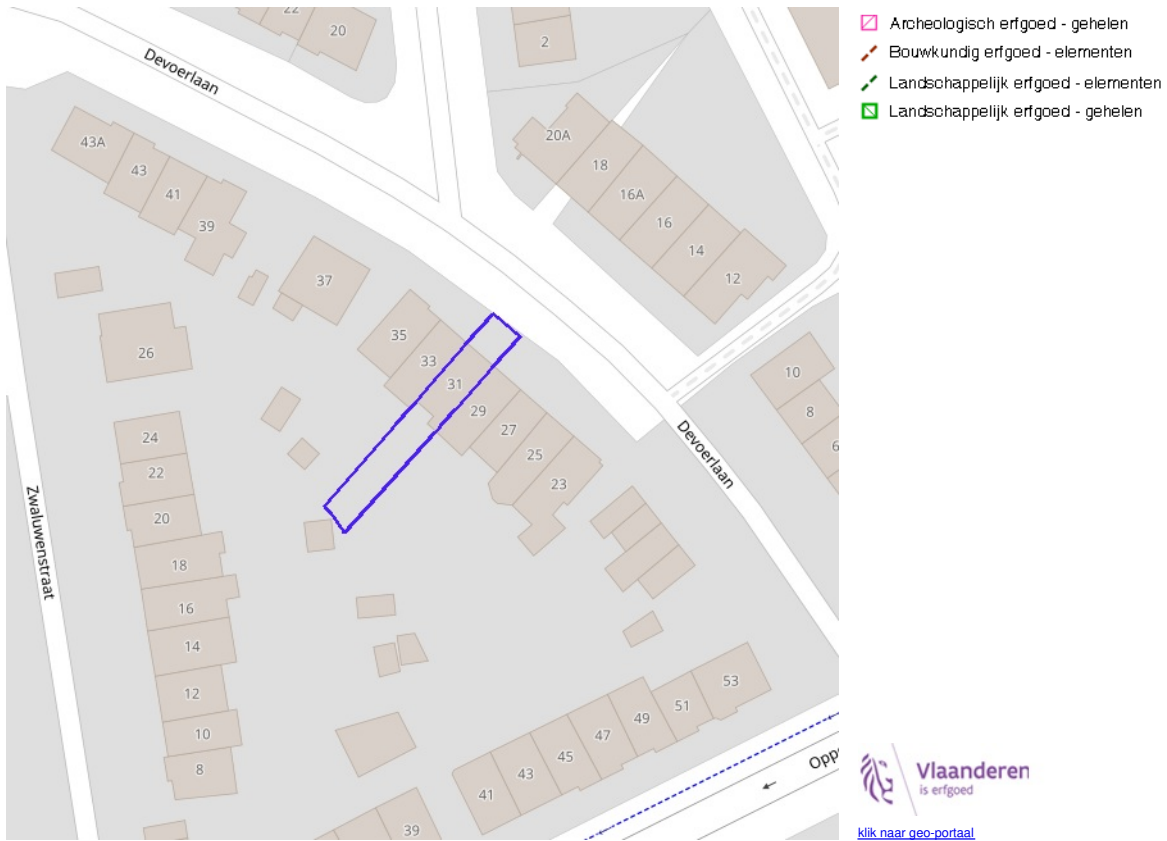 22
20
2
Devoerlaan
43A
43
41
39
37
20A
18
16A
16
14
12
35
33
31
29
27
25
23
26
24
22
20
18
16
14
12
10
8
Zwaluwenstraat
10
8
6
Devoerlaan
53
51
49
47
45
43
41
39
Opp
Archeologisch erfgoed - gehelen
Bouwkundig erfgoed - elementen
Landschappelijk erfgoed - elementen
Landschappelijk erfgoed - gehelen
Vlaanderen
is erfgoed
klik naar geo-portaal